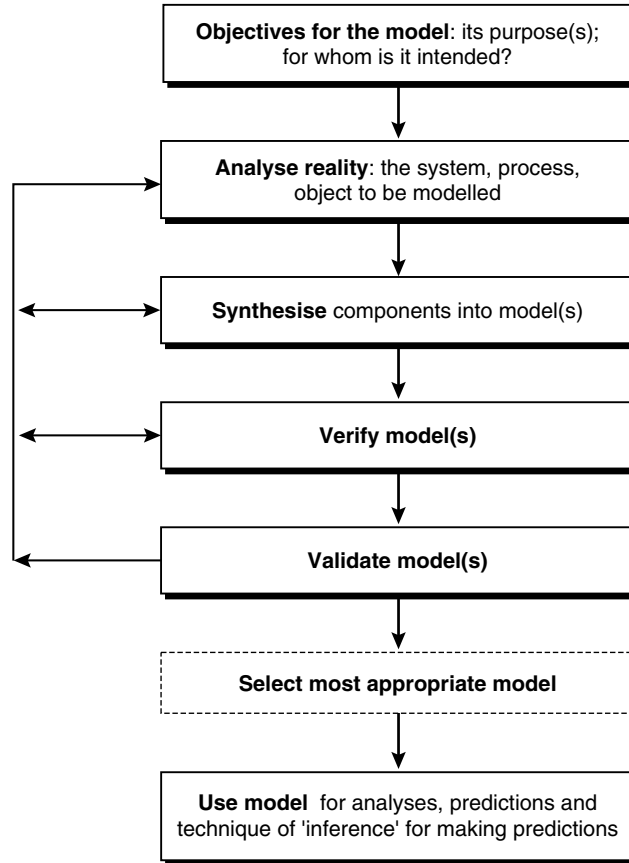 Objectives for the model: its purpose(s);
for whom is it intended?
Analyse reality: the system, process,
object to be modelled
Synthesise components into model(s)
Verify model(s)
Validate model(s)
Select most appropriate model
Use model for analyses, predictions and
technique of 'inference' for making predictions